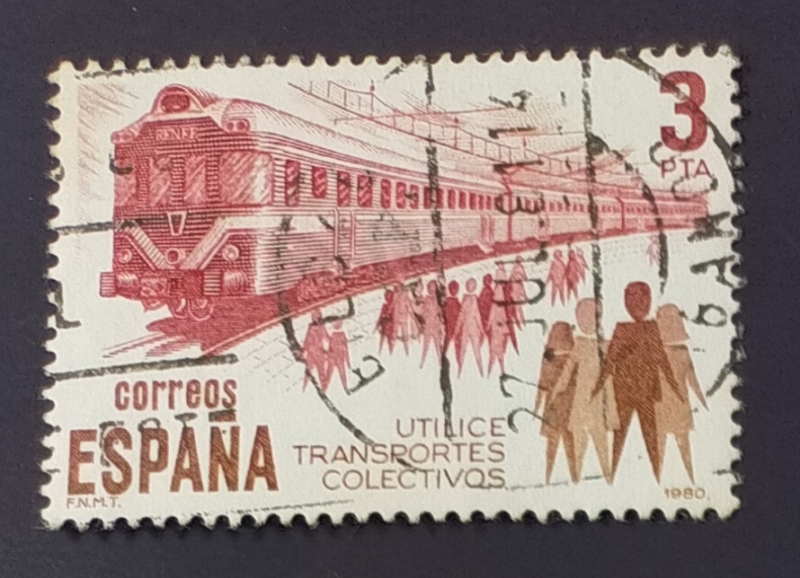 3
PTA
RENFE
correos
ESPAÑA
UTILICE
TRANSPORTES
COLECTIVOS
F.N.M.T.
1980